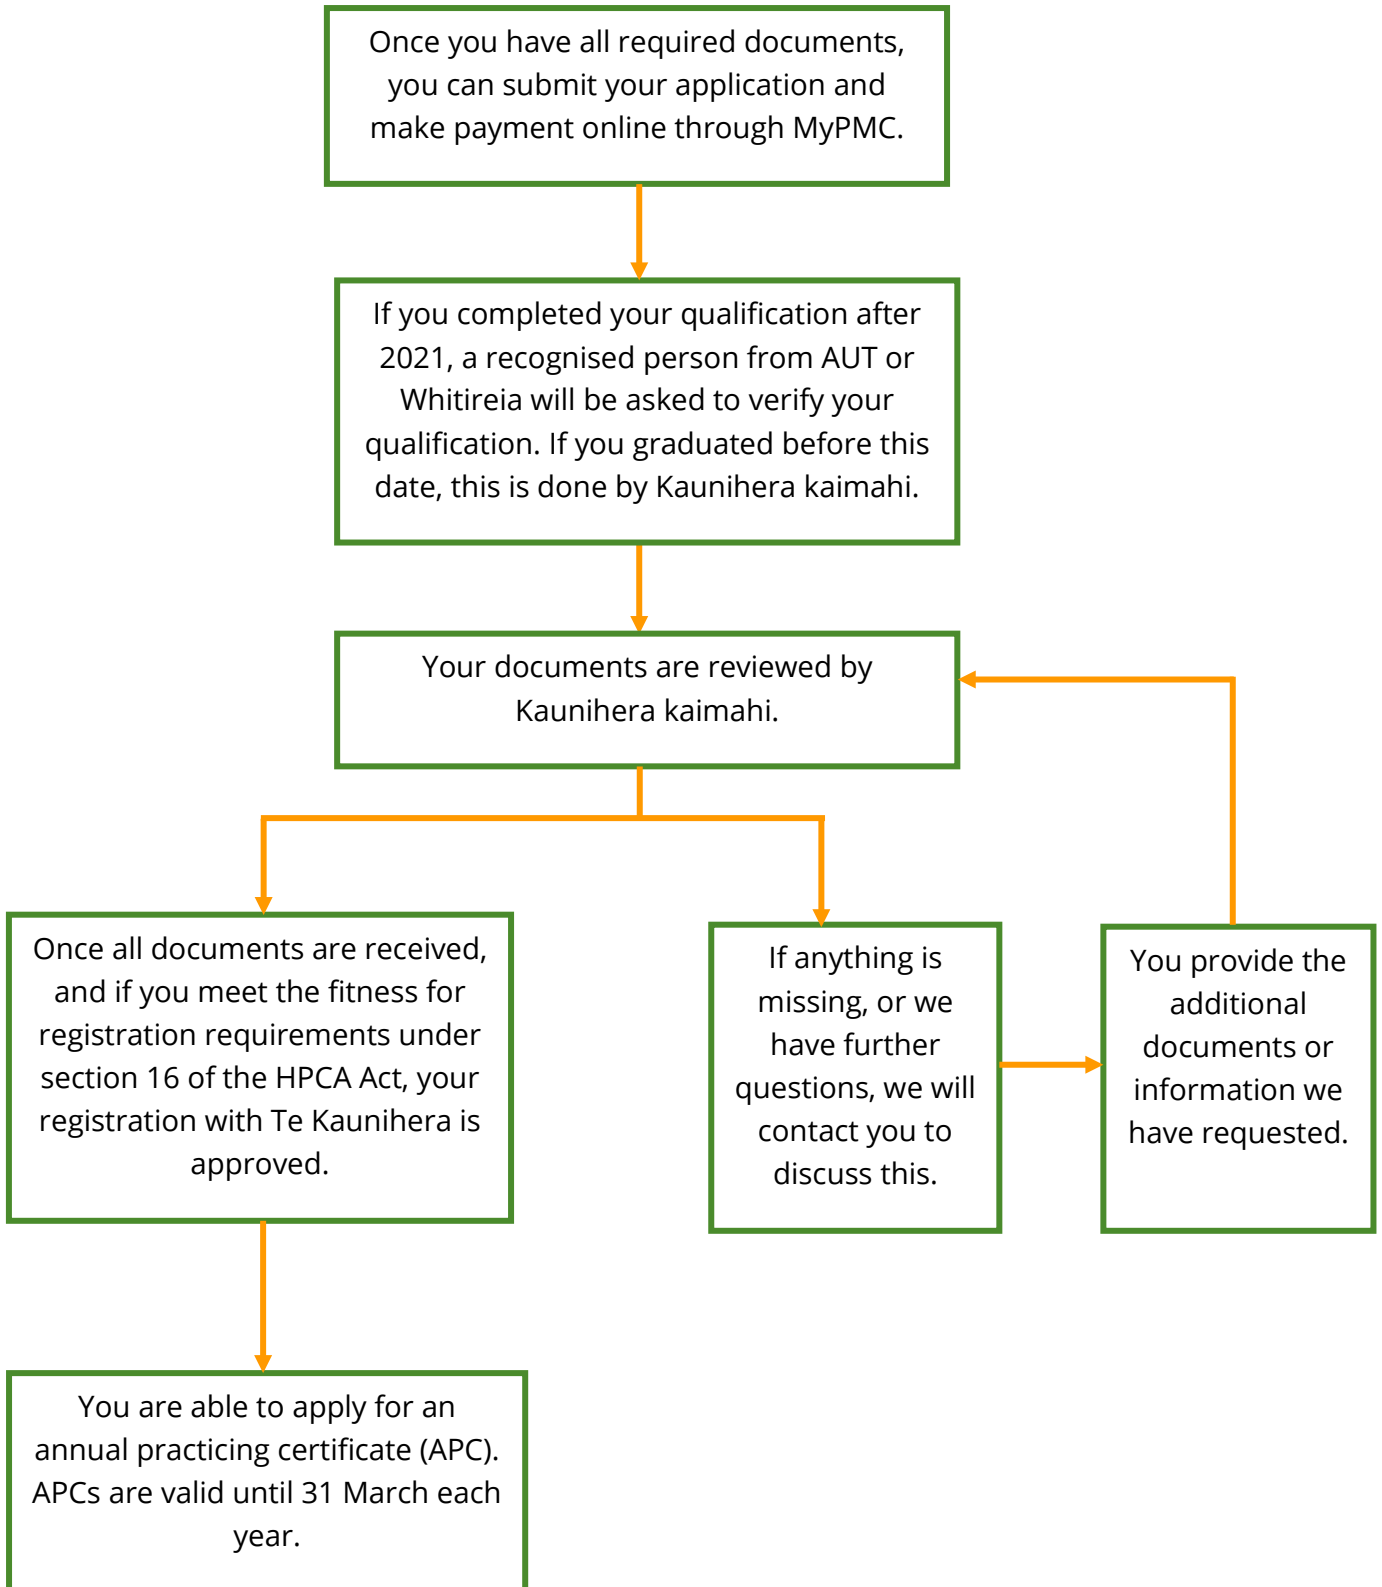 Once you have all required documents,
you can submit your application and
make payment online through MyPMC.
If you completed your qualification after
2021, a recognised person from AUT or
Whitireia will be asked to verify your
qualification. If you graduated before this
date, this is done by Kaunihera kaimahi.
Your documents are reviewed by
Kaunihera kaimahi.
Once all documents are received,
and if you meet the fitness for
registration requirements under
section 16 of the HPCA Act, your
registration with Te Kaunihera is
approved.
If anything is
missing, or we
have further
questions, we will
contact you to
discuss this.
You provide the
additional
documents or
information we
have requested.
You are able to apply for an
annual practicing certificate (APC).
APCs are valid until 31 March each
year.